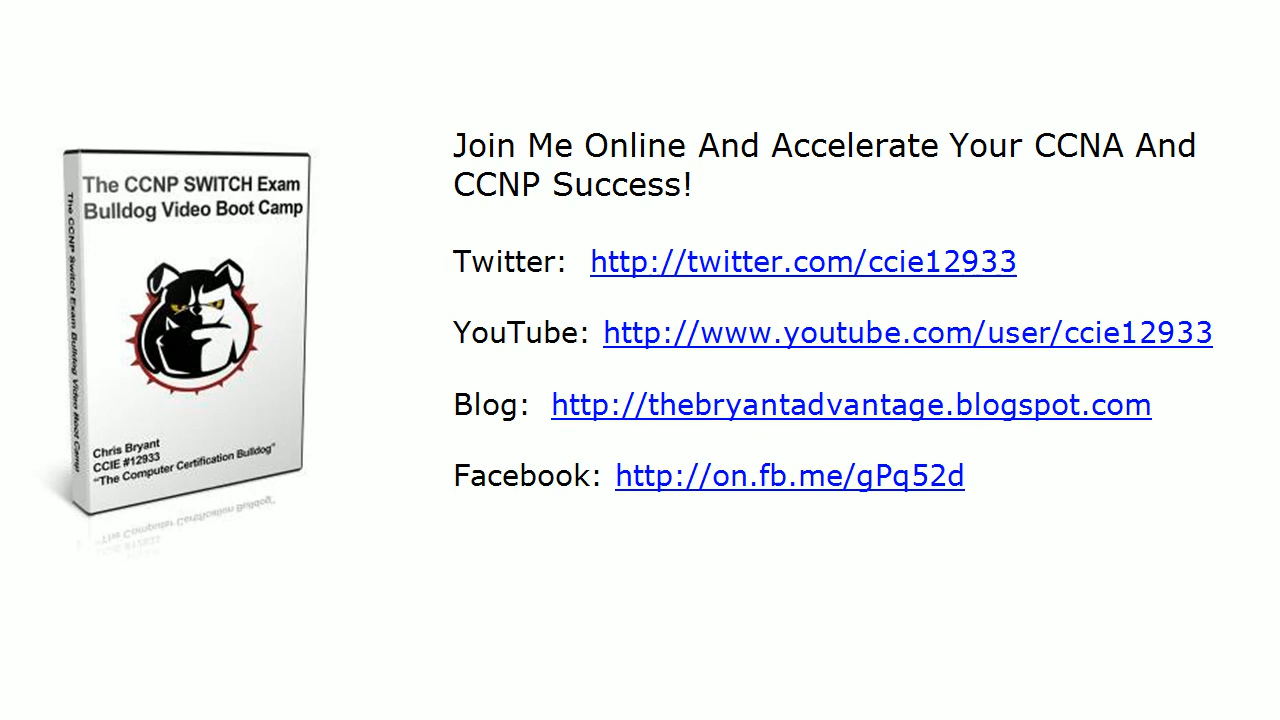 The CCNP SWITCH Exam
Bulldog Video Boot Camp
The CCNP Switch Exam Bulldog Video Boot Camp
Chris Bryant
CCIE #12933
"The Computer Certification Bulldog"
Join Me Online And Accelerate Your CCNA And
CCNP Success!
Twitter: http://twitter.com/ccie12933
YouTube: http://www.youtube.com/user/ccie12933
Blog: http://thebryantadvantage.blogspot.com
Facebook: http://on.fb.me/gPq52d